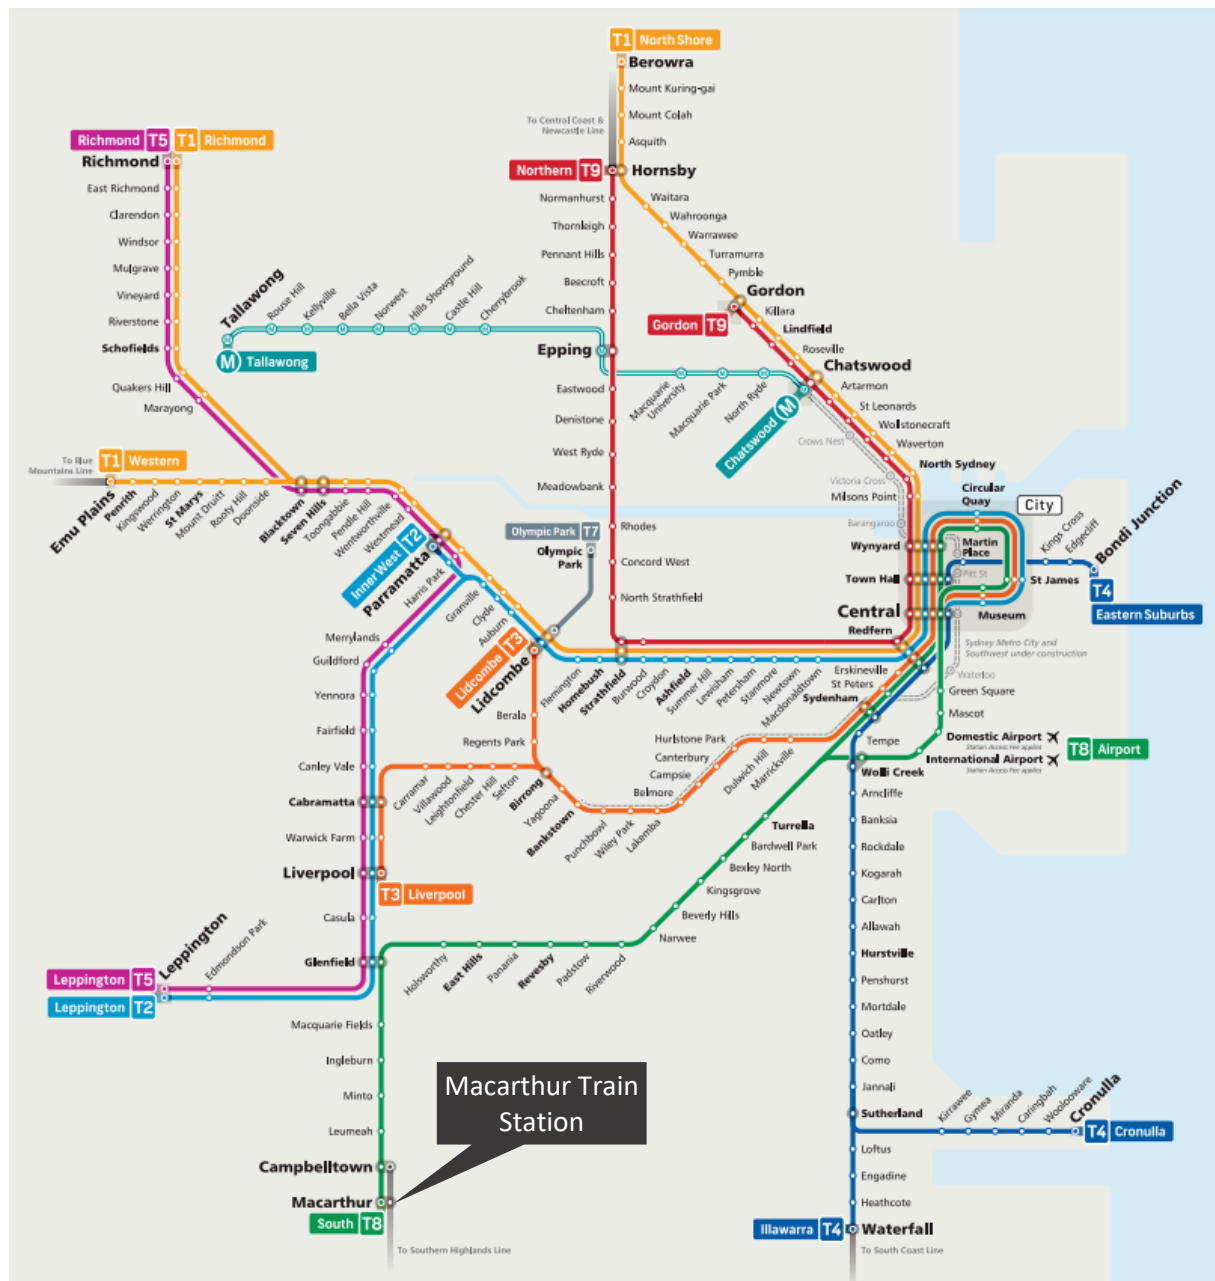 T1 North Shore
Berowra
Mount Kuring-gai
Mount Colah
Asquith
To Central Coast &
Newcastle Line
Northern T9
Hornsby
Normanhurst
Thornleigh
Pennant Hills
Beecroft
Cheltenham
Epping
Eastwood
Denistone
West Ryde
Meadowbank
Rhodes
Concord West
North Strathfield
Waitara
Wahroonga
Warrawee
Turramurra
Pymble
Gordon
Gordon T9
Killara
Lindfield
Roseville
Chatswood
Artarmon
St Leonards
Wollstonecraft
Waverton
North Sydney
Milsons Point
Crows Nest
Victoria Cross
Barangaroo
Richmond T5
T1 Richmond
Richmond
East Richmond
Clarendon
Windsor
Mulgrave
Vineyard
Riverstone
Schofields
Quakers Hill
Marayong
Tallawong
M Tallawong
Rouse Hill
Kellyville
Bella Vista
Norwest
Hills Showground
Castle Hill
Cherrybrook
Macquarie
University
Macquarie Park
North Ryde
Chatswood M
To Blue
Mountains Line
T1 Western
Emu Plains
Penrith
Kingswood
Werrington
St Marys
Mount Druitt
Rooty Hill
Doonside
Blacktown
Seven Hills
Toongabbie
Pendle Hill
Wentworthville
Westmead
Inner West T2
Parramatta
Harris Park
Granville
Clyde
Auburn
Olympic Park T7
Olympic
Park
Lidcombe T3
Lidcombe
Flemington
Homebush
Strathfield
Burwood
Croydon
Ashfield
Summer Hill
Lewisham
Petersham
Stanmore
Newtown
Macdonaldtown
Redfern
City
Circular
Quay
Wynyard
Martin
Place
Town Hall
Pitt St
St James
Central
Museum
Kings Cross
Edgecliff
Bondi Junction
T4
Eastern Suburbs
Sydney Metro City and
Southwest under construction
Waterloo
Erskineville
St Peters
Sydenham
Green Square
Mascot
Domestic Airport
Station Access Fee applies
International Airport
Station Access Fee applies
T8 Airport
Tempe
Wolli Creek
Arncliffe
Banksia
Rockdale
Kogarah
Carlton
Allawah
Hurstville
Penshurst
Mortdale
Oatley
Como
Jannali
Sutherland
Kirrawee
Gymea
Miranda
Caringbah
Woolooware
Cronulla
T4 Cronulla
Loftus
Engadine
Heathcote
Illawarra T4
Waterfall
To South Coast Line
Merrylands
Guildford
Yennora
Fairfield
Canley Vale
Cabramatta
Warwick Farm
Liverpool
T3 Liverpool
Casula
Glenfield
Berala
Regents Park
Carramar
Villawood
Leightonfield
Chester Hill
Sefton
Birrong
Yagoona
Bankstown
Punchbowl
Wiley Park
Lakemba
Belmore
Campsie
Canterbury
Hurlstone Park
Dulwich Hill
Marrickville
Turrella
Bardwell Park
Bexley North
Kingsgrove
Beverly Hills
Narwee
Riverwood
Padstow
Revesby
Panania
East Hills
Holsworthy
Leppington
Edmondson Park
Leppington T5
Leppington T2
Macquarie Fields
Ingleburn
Minto
Leumeah
Campbelltown
Macarthur
South T8
To Southern Highlands Line
Macarthur Train
Station